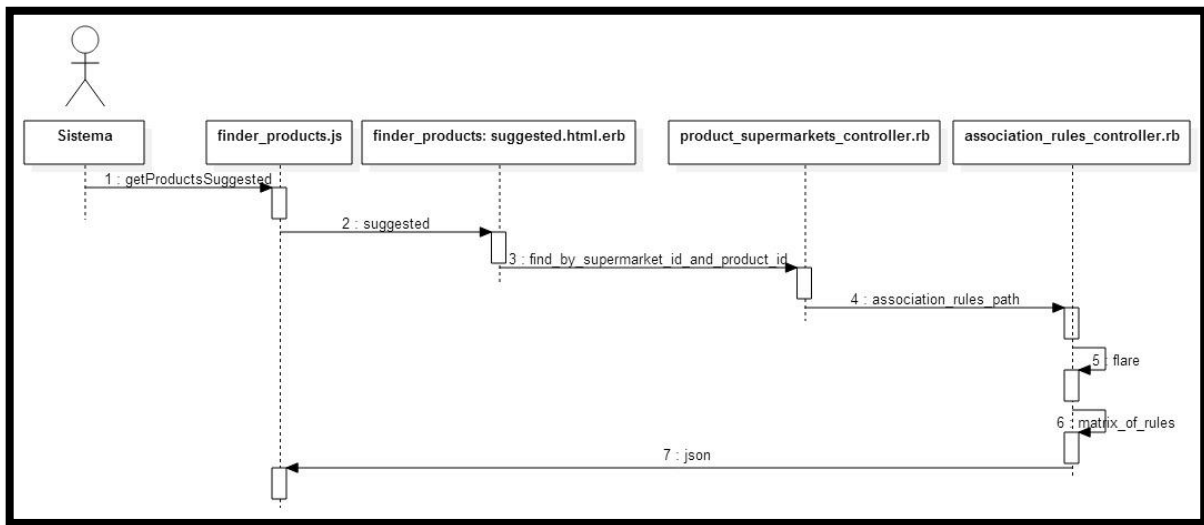 Sistema
finder_products.js
finder_products: suggested.html.erb
product_supermarkets_controller.rb
association_rules_controller.rb
1 : getProductsSuggested
2 : suggested
3 : find_by_supermarket_id_and_product_id
4 : association_rules_path
5 : flare
6 : matrix_of_rules
7 : json